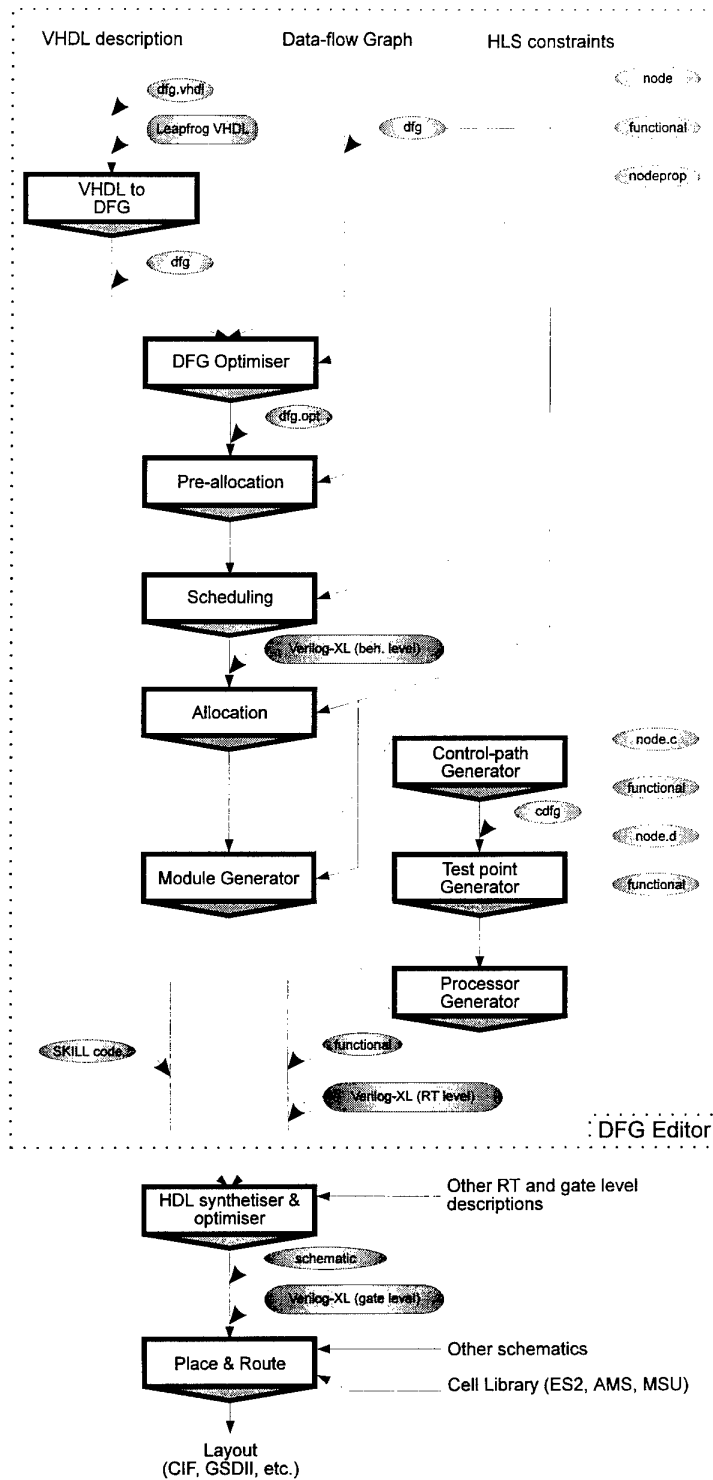 VHDL description
Data-flow Graph
HLS constraints
dfg.vhdl
node
Leapfrog VHDL
dfg
functional
VHDL to
DFG
nodeprop
dfg
DFG Optimiser
dfg.opt
Pre-allocation
Scheduling
Verilog-XL (beh. level)
Allocation
Control-path
Generator
node.c
cdfg
functional
node.d
Module Generator
Test point
Generator
functional
Processor
Generator
SKILL code
functional
Verilog-XL (RT level)
DFG Editor
HDL synthetiser &
optimiser
Other RT and gate level
descriptions
schematic
Verilog-XL (gate level)
Place & Route
Other schematics
Cell Library (ES2, AMS, MSU)
Layout
(CIF, GSDII, etc.)